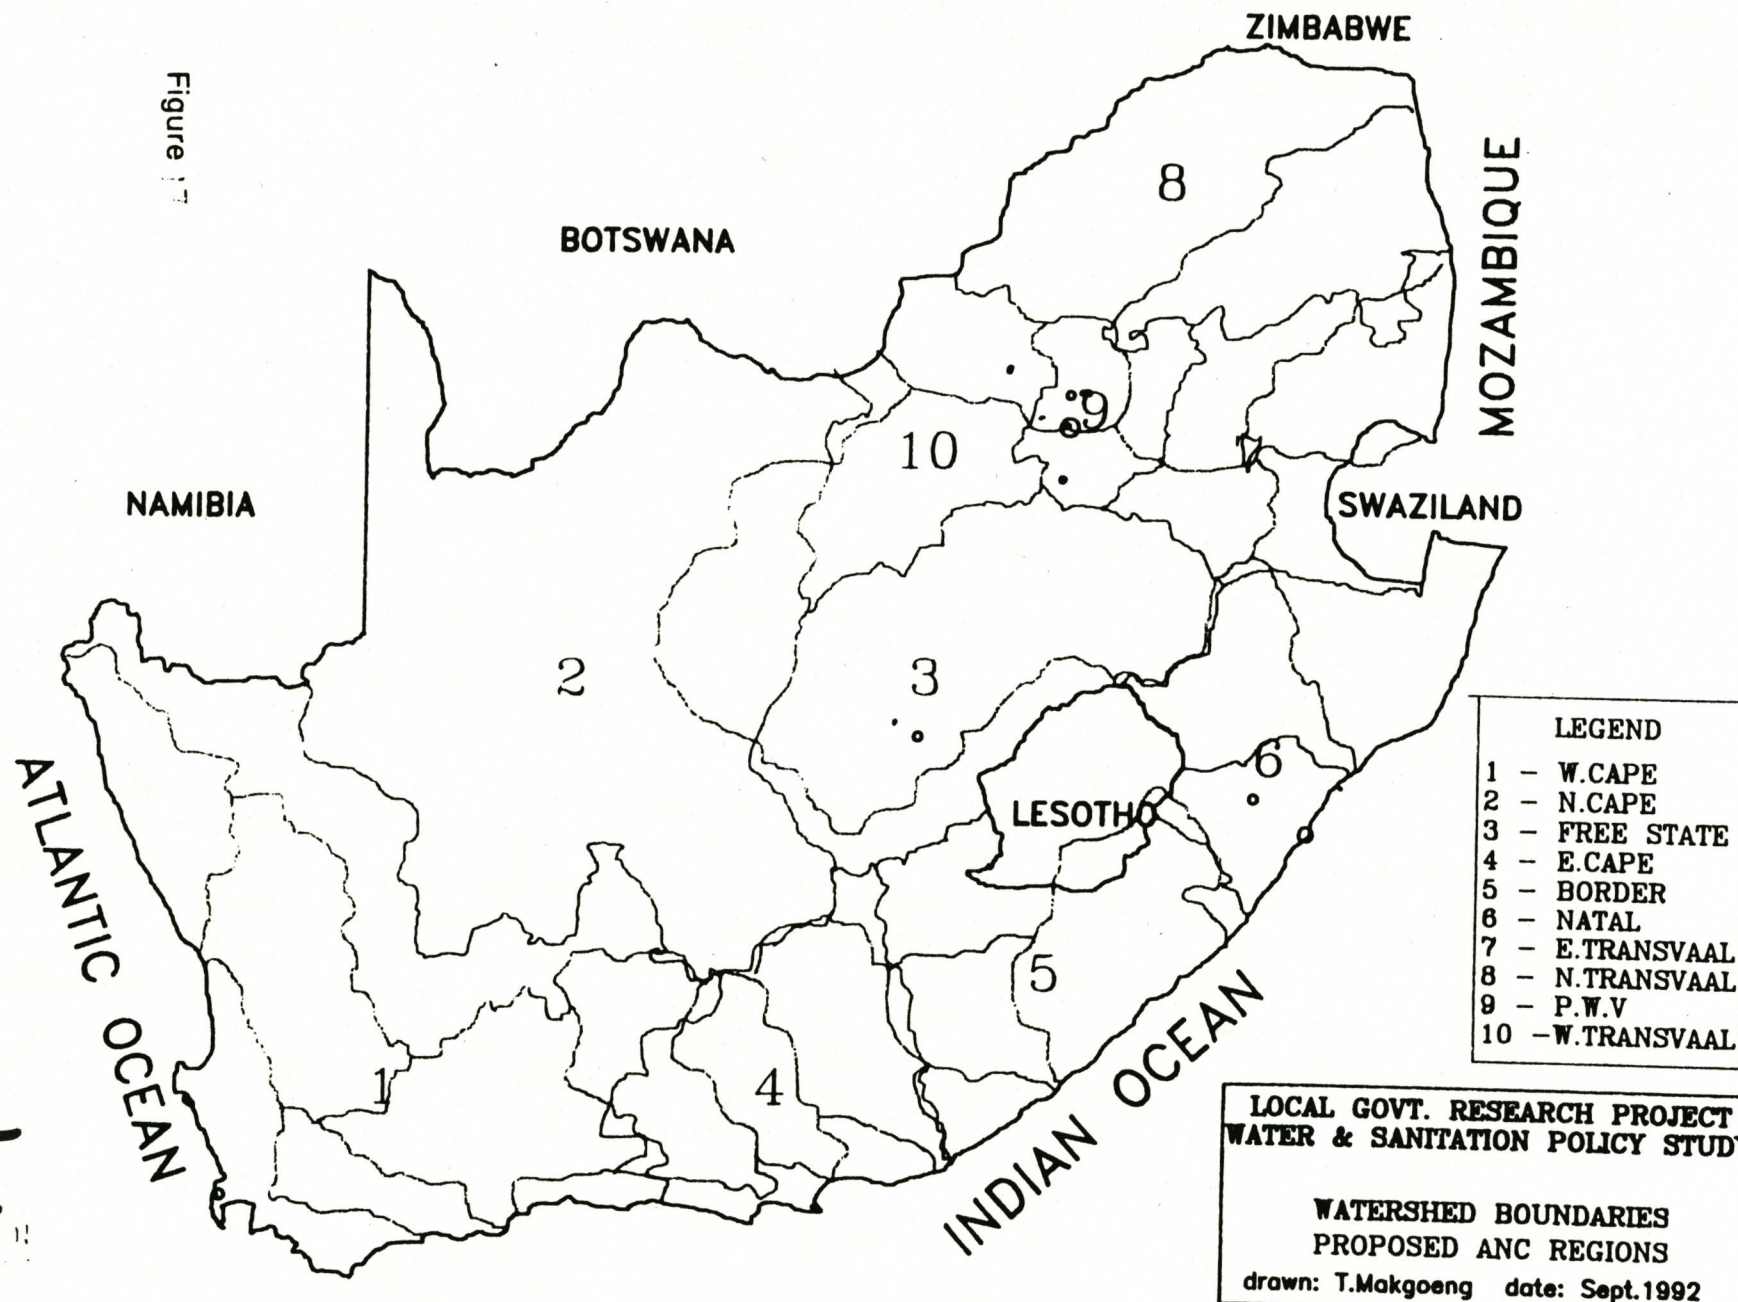 Figure 17
ZIMBABWE
BOTSWANA
MOZAMBIQUE
NAMIBIA
SWAZILAND
LESOTHO
ATLANTIC OCEAN
INDIAN OCEAN
8
9
10
2
3
6
5
4
1
LEGEND
1 - W.CAPE
2 - N.CAPE
3 - FREE STATE
4 - E.CAPE
5 - BORDER
6 - NATAL
7 - E.TRANSVAAL
8 - N.TRANSVAAL
9 - P.W.V
10 -W.TRANSVAAL
LOCAL GOVT. RESEARCH PROJECT
WATER & SANITATION POLICY STUDY
WATERSHED BOUNDARIES
PROPOSED ANC REGIONS
drawn: T.Makgoeng date: Sept.1992